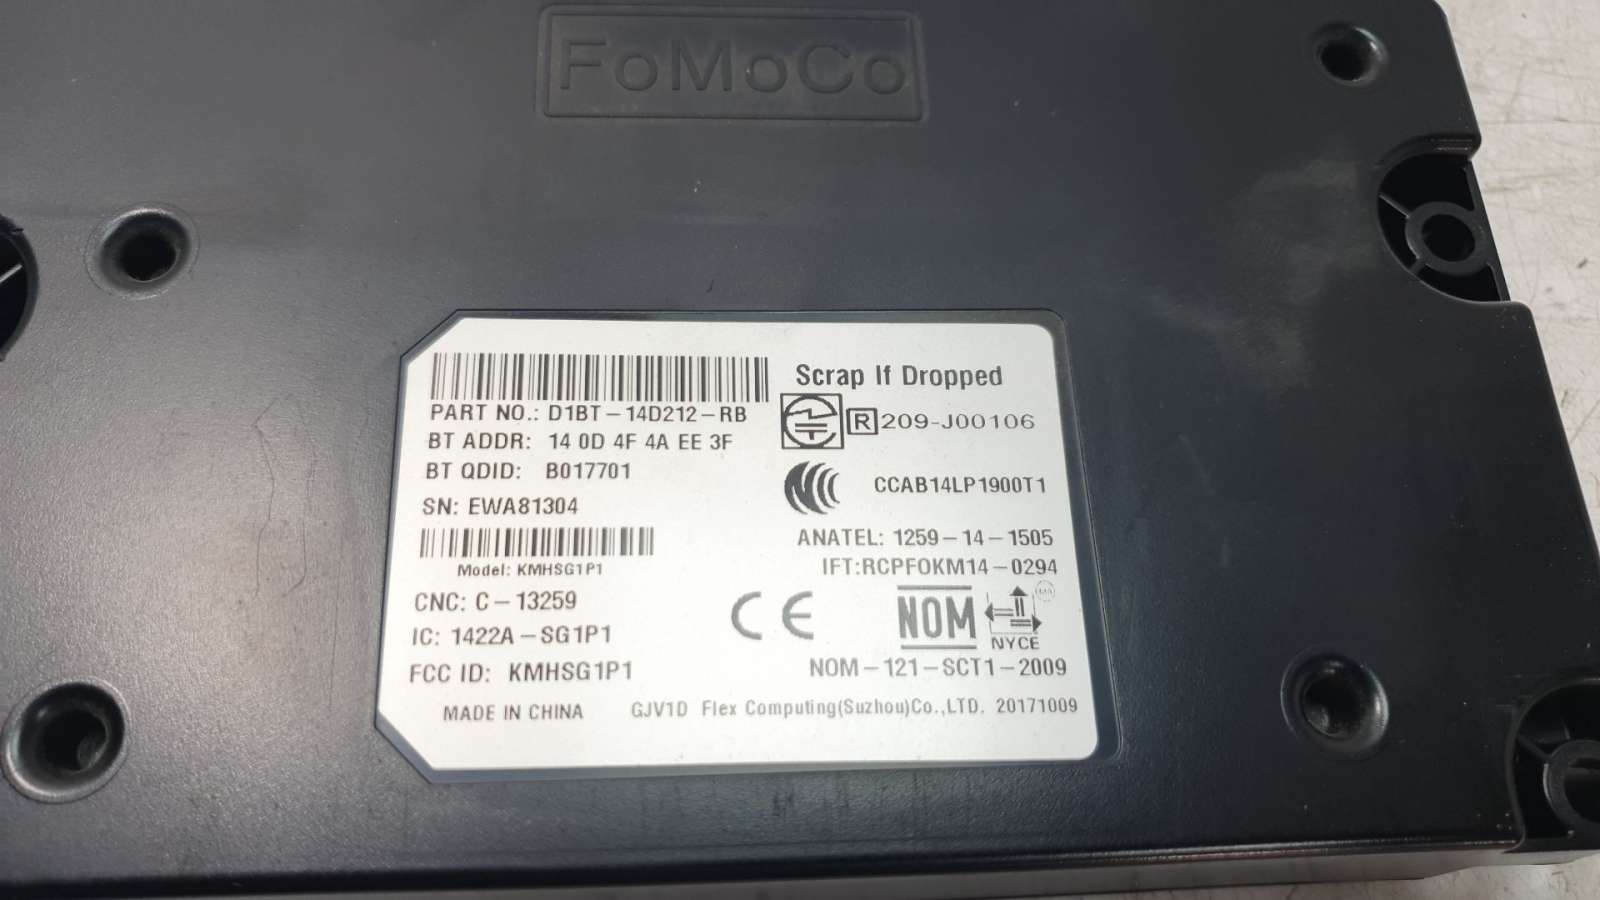 FoMoCo
PART NO.: D1BT-14D212-RB
BT ADDR: 14 0D 4F 4A EE 3F
BT QDID: B017701
SN: EWA81304
Model: KMHSG1P1
CNC: C-13259
IC: 1422A-SG1P1
FCC ID: KMHSG1P1
MADE IN CHINA
Scrap If Dropped
R 209-J00106
CCAB14LP1900T1
ANATEL: 1259-14-1505
IFT:RCPFOKM14-0294
CE NOM
NYCE
NOM-121-SCT1-2009
GJV1D Flex Computing(Suzhou)Co.,LTD. 20171009